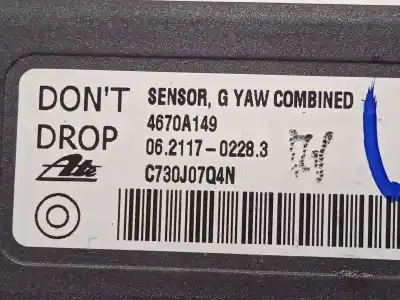 DON'T
DROP
Ate
SENSOR, G YAW COMBINED
4670A149
06.2117-0228.3
C730J07Q4N